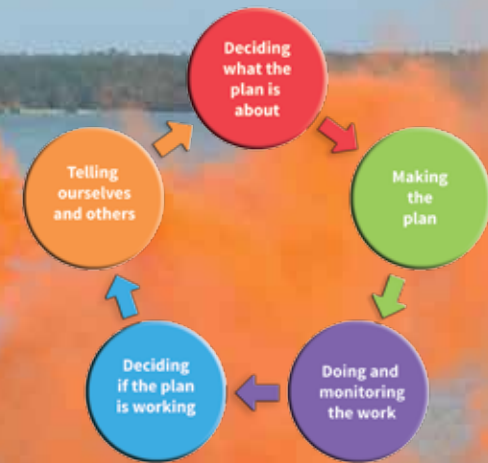 Deciding
what the
plan is
about
Making
the
plan
Doing and
monitoring
the work
Deciding
if the plan
is working
Telling
ourselves
and others